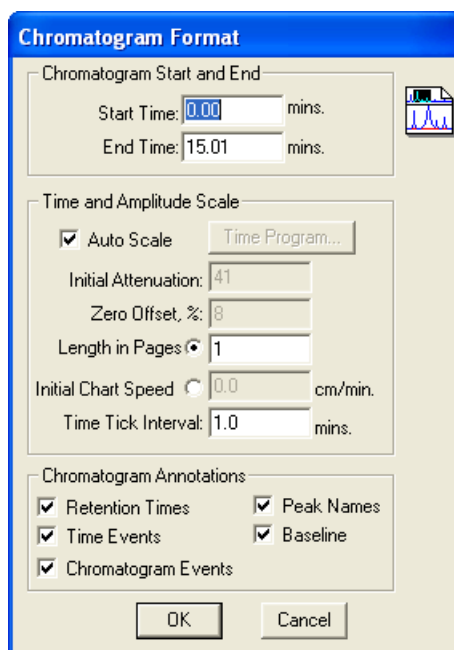 Chromatogram Format
Chromatogram Start and End
Start Time: 0.00 mins.
End Time: 15.01 mins.
Time and Amplitude Scale
Auto Scale Time Program...
Initial Attenuation: 41
Zero Offset, %: 8
Length in Pages 1
Initial Chart Speed 0.0 cm/min.
Time Tick Interval: 1.0 mins.
Chromatogram Annotations
Retention Times Peak Names
Time Events Baseline
Chromatogram Events
OK Cancel